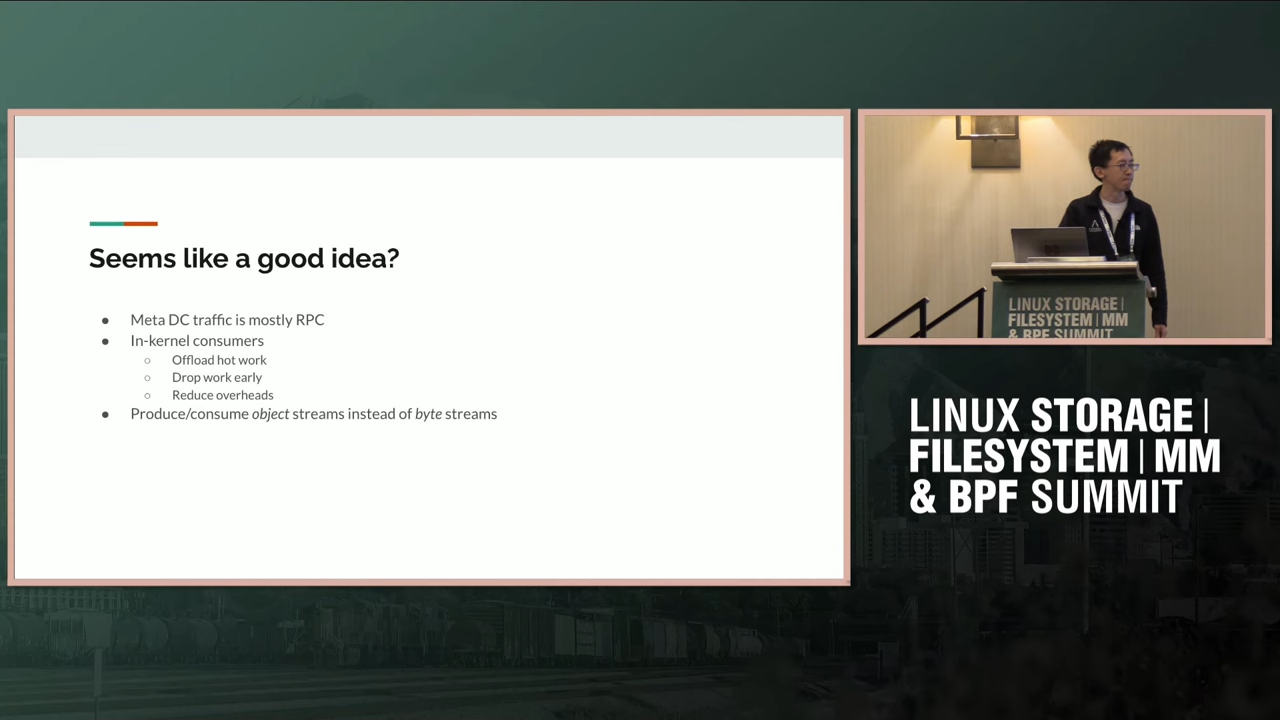 Seems like a good idea?
● Meta DC traffic is mostly RPC
● In-kernel consumers
○ Offload hot work
○ Drop work early
○ Reduce overheads
● Produce/consume object streams instead of byte streams
LINUX STORAGE |
FILESYSTEM | MM
& BPF SUMMIT
LINUX STORAGE |
FILESYSTEM | MM
& BPF SUMMIT